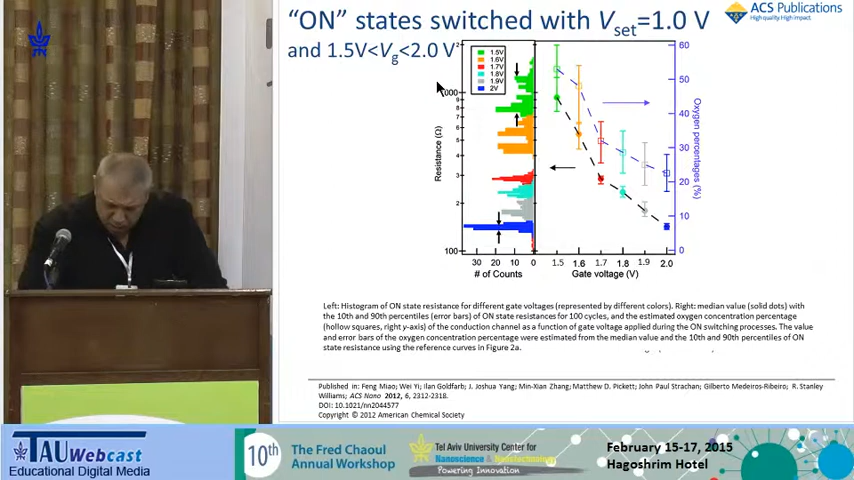 "ON" states switched with Vset=1.0 V
and 1.5V<Vg<2.0 V
ACS Publications
High quality. High impact.
1.5V
1.6V
1.7V
1.8V
1.9V
2V
Resistance (Ω)
2
1000
8
7
6
5
4
3
2
100
30
20
10
0
# of Counts
1.5
1.6
1.7
1.8
1.9
2.0
Gate voltage (V)
60
50
40
30
20
10
0
Oxygen percentages (%)
Left: Histogram of ON state resistance for different gate voltages (represented by different colors). Right: median value (solid dots) with
the 10th and 90th percentiles (error bars) of ON state resistances for 100 cycles, and the estimated oxygen concentration percentage
(hollow squares, right y-axis) of the conduction channel as a function of gate voltage applied during the ON switching processes. The value
and error bars of the oxygen percentage were estimated from the median value and the 10th and 90th percentiles of ON
state resistance using the reference curves in Figure 2a.
Published in: Feng Miao; Wei Yi; Ilan Goldfarb; J. Joshua Yang; Min-Xian Zhang; Matthew D. Pickett; John Paul Strachan; Gilberto Medeiros-Ribeiro; R. Stanley
Williams; ACS Nano 2012, 6, 2312-2318.
DOI: 10.1021/nn2044577
Copyright © 2012 American Chemical Society
TAUWebcast
Educational Digital Media
10th
The Fred Chaoul
Annual Workshop
Tel Aviv University Center for
Nanoscience & Nanotechnology
Powering Innovation
February 15-17, 2015
Hagoshrim Hotel